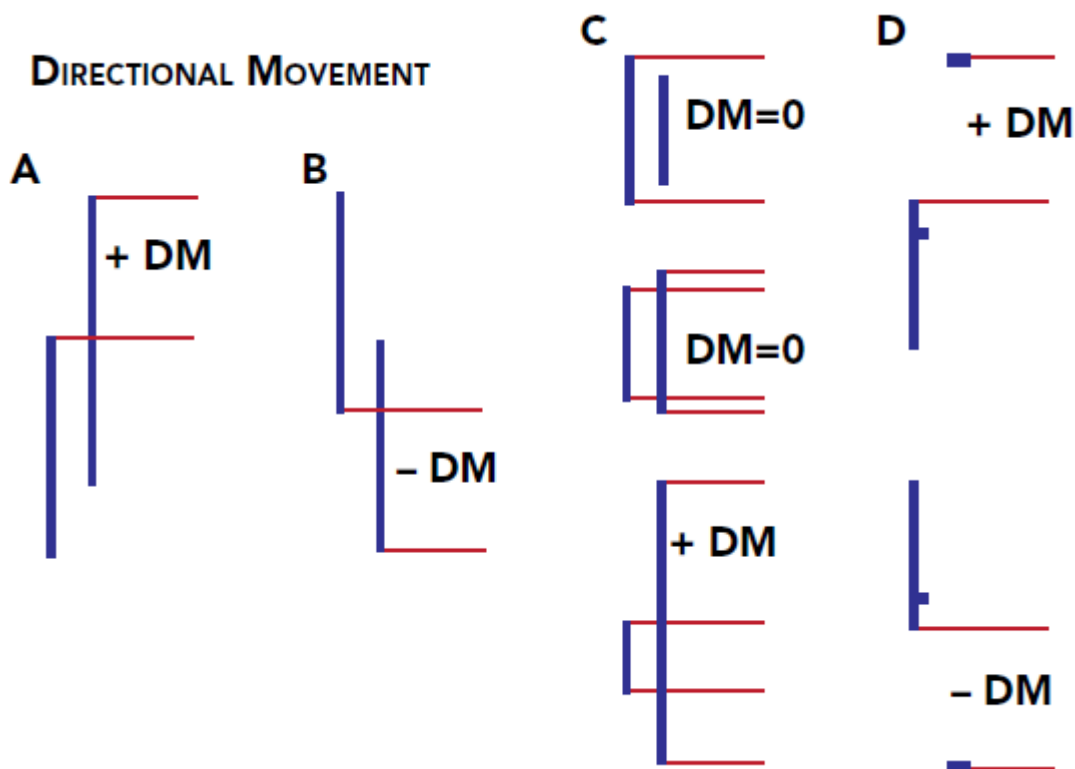 DIRECTIONAL MOVEMENT
A
+ DM
B
– DM
C
DM=0
DM=0
+ DM
D
+ DM
– DM